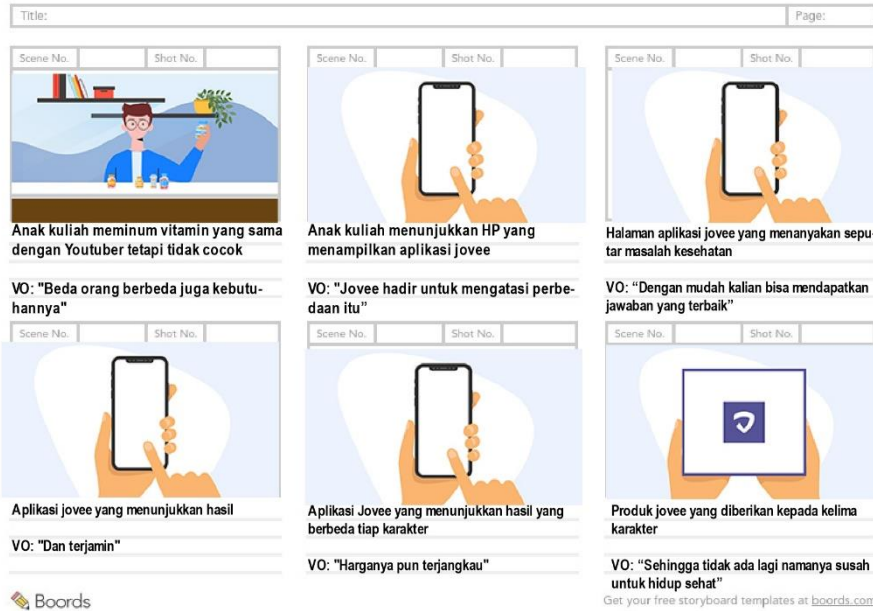 Title:
Page:
Scene No.
Shot No.
Scene No.
Shot No.
Scene No.
Shot No.
Anak kuliah meminum vitamin yang sama
dengan Youtuber tetapi tidak cocok
VO: "Beda orang berbeda juga kebutu-
hannya"
Anak kuliah menunjukkan HP yang
menampilkan aplikasi jovee
VO: "Jovee hadir untuk mengatasi perbe-
daan itu”
Halaman aplikasi jovee yang menanyakan sepu-
tar masalah kesehatan
VO: “Dengan mudah kalian bisa mendapatkan
jawaban yang terbaik”
Scene No.
Shot No.
Scene No.
Shot No.
Scene No.
Shot No.
Aplikasi jovee yang menunjukkan hasil
VO: "Dan terjamin"
Aplikasi Jovee yang menunjukkan hasil yang
berbeda tiap karakter
VO: "Harganya pun terjangkau"
Produk jovee yang diberikan kepada kelima
karakter
VO: “Sehingga tidak ada lagi namanya susah
untuk hidup sehat”
Boords
Get your free storyboard templates at boords.com